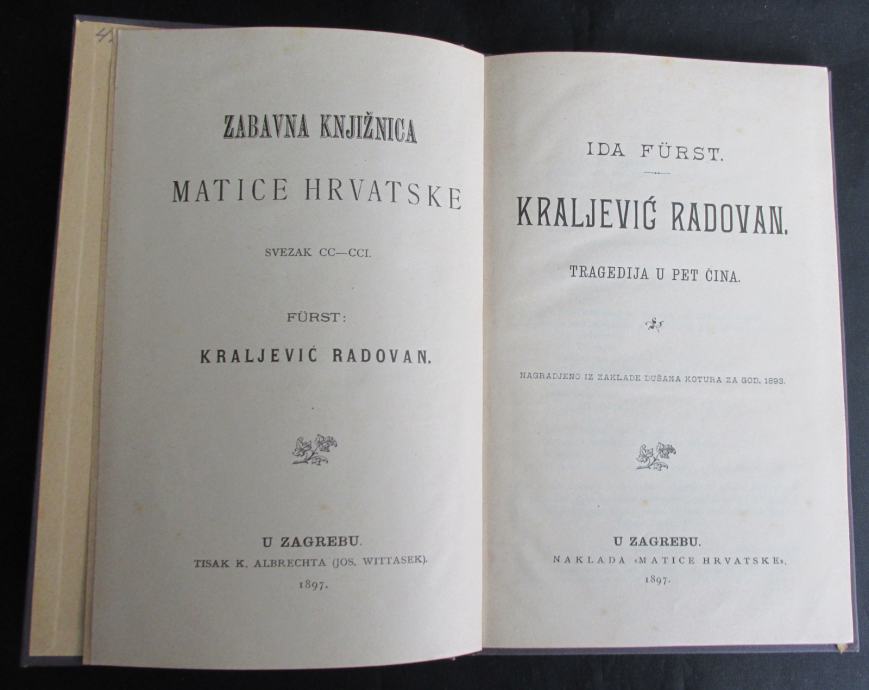 ZABAVNA KNJIŽNICA
MATICE HRVATSKE
SVEZAK CC—CCI.
FÜRST:
KRALJEVIĆ RADOVAN.
U ZAGREBU.
TISAK K. ALBRECHTA (JOS. WITTASEK).
1897.
IDA FÜRST.
KRALJEVIĆ RADOVAN.
TRAGEDIJA U PET ČINA.
NAGRADJENO IZ ZAKLADE DUŠANA KOTURA ZA GOD. 1893.
U ZAGREBU.
NAKLADA «MATICE HRVATSKE».
1897.